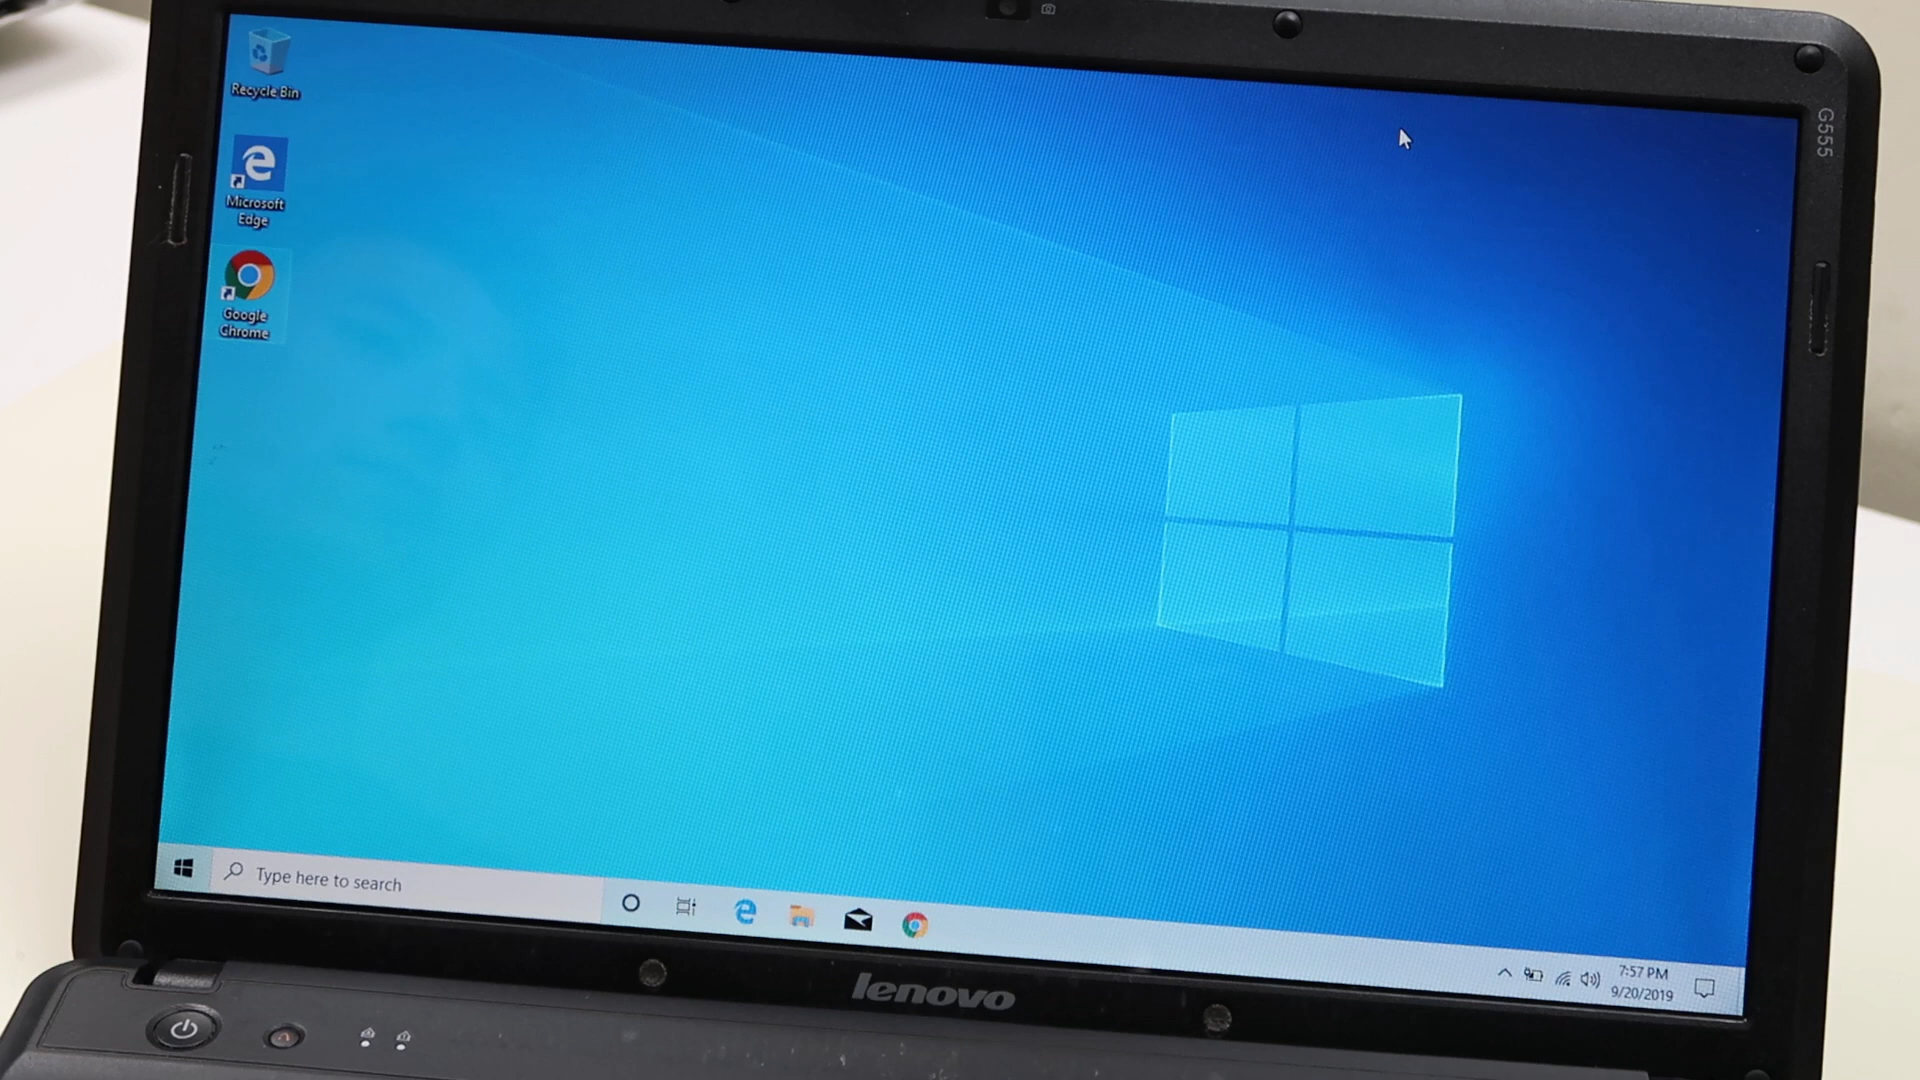 Recycle Bin
G555
Microsoft
Edge
Google
Chrome
Type here to search
7:57 PM
9/20/2019
lenovo